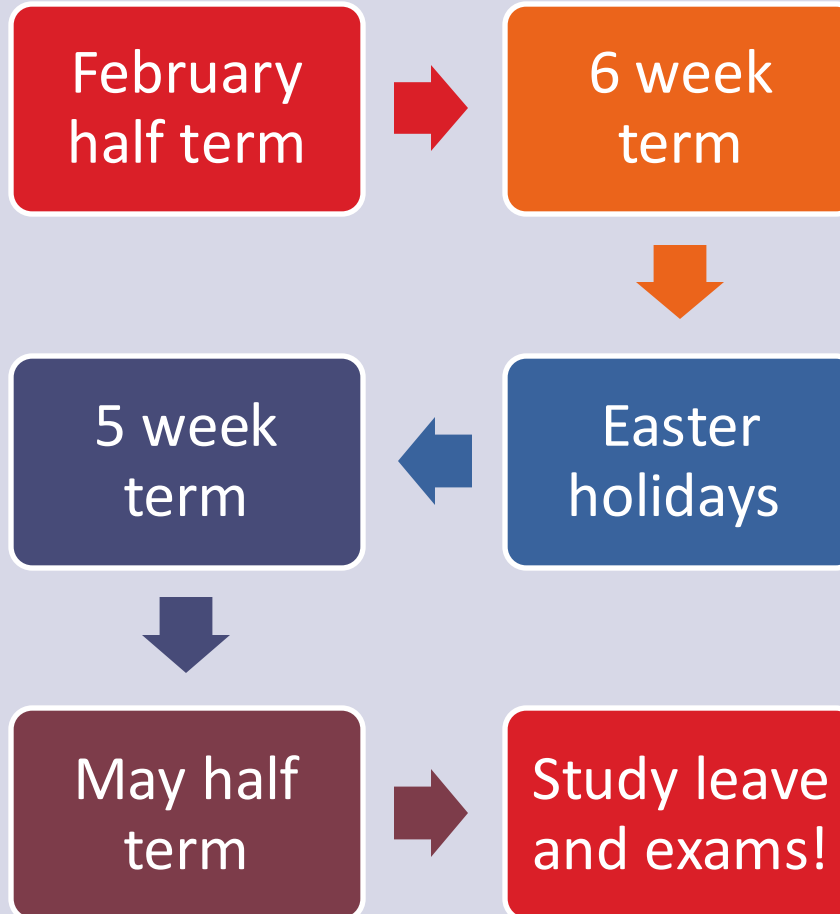 February
half term
6 week
term
Easter
holidays
5 week
term
May half
term
Study leave
and exams!